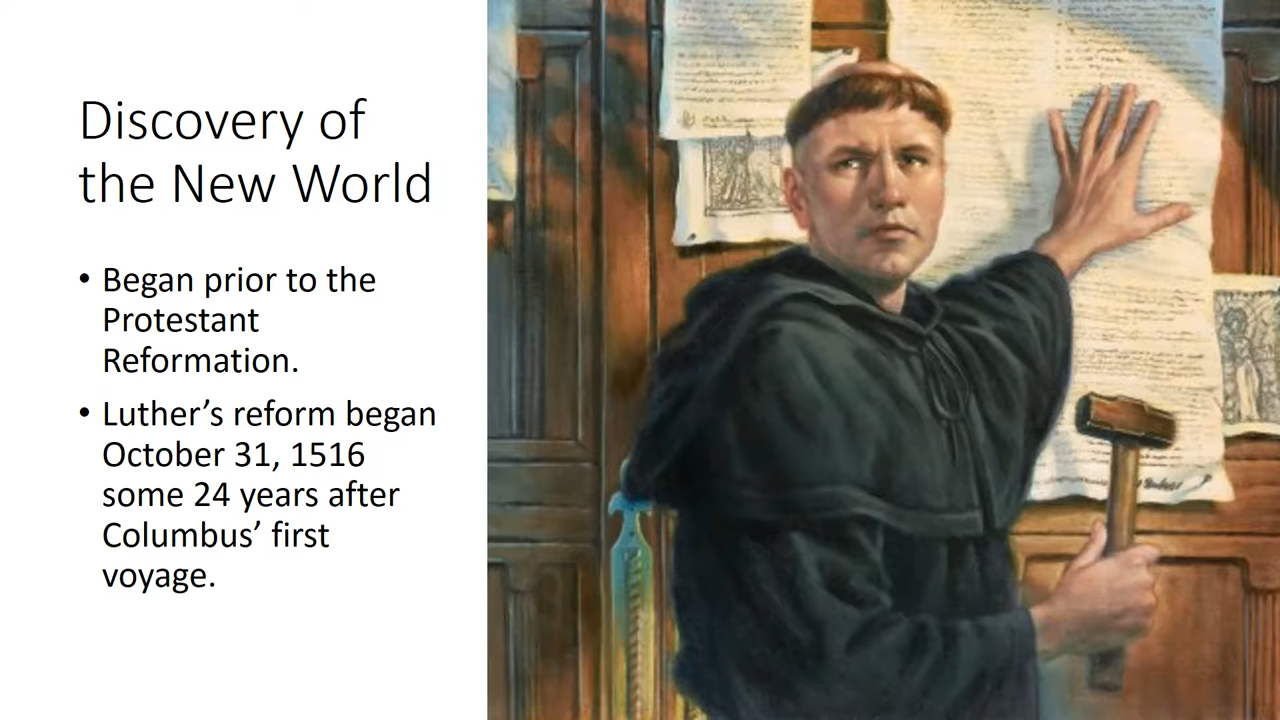 Discovery of
the New World
• Began prior to the
Protestant
Reformation.
• Luther’s reform began
October 31, 1516
some 24 years after
Columbus’ first
voyage.